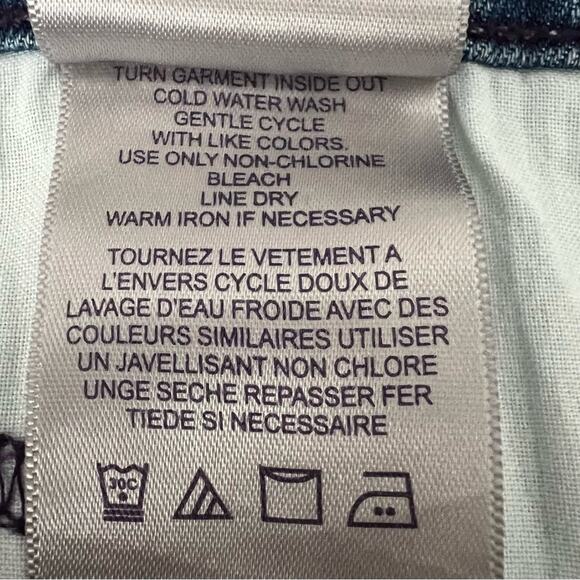 TURN GARMENT INSIDE OUT
COLD WATER WASH
GENTLE CYCLE
WITH LIKE COLORS.
USE ONLY NON-CHLORINE
BLEACH
LINE DRY
WARM IRON IF NECESSARY
TOURNEZ LE VETEMENT A
L'ENVERS CYCLE DOUX DE
LAVAGE D'EAU FROIDE AVEC DES
COULEURS SIMILAIRES UTILISER
UN JAVELLISANT NON CHLORE
UNGE SECHE REPASSER FER
TIEDE SI NECESSAIRE
30C